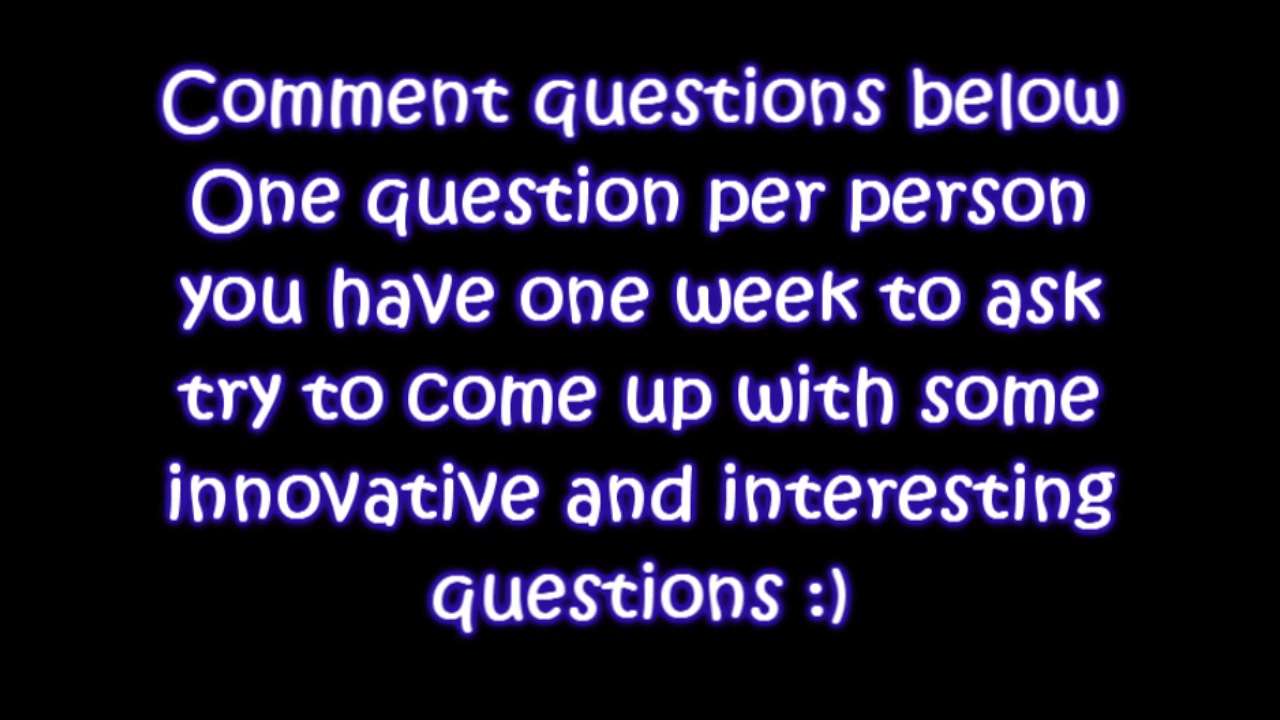 Comment questions below
One question per person
you have one week to ask
try to come up with some
innovative and interesting
questions :)